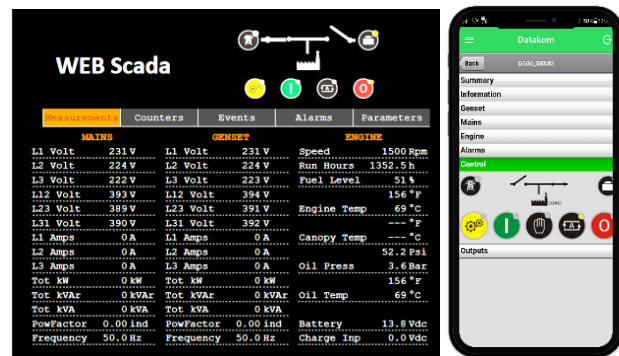 WEB Scada
Measurements Counters Events Alarms Parameters
MAINS GENSET ENGINE
L1 Volt 231 V L1 Volt 231 V Speed 1500 Rpm
L2 Volt 224 V L2 Volt 224 V Run Hours 1352.5 h
L3 Volt 222 V L3 Volt 223 V Fuel Level 51 %
L12 Volt 393 V L12 Volt 394 V 156 °F
L23 Volt 389 V L23 Volt 391 V Engine Temp 69 °C
L31 Volt 390 V L31 Volt 392 V --- °F
L1 Amps 0 A L1 Amps 0 A Canopy Temp --- °C
L2 Amps 0 A L2 Amps 0 A 52.2 Psi
L3 Amps 0 A L3 Amps 0 A Oil Press 3.6 Bar
Tot kW 0 kW Tot kW 0 kW 156 °F
Tot kVAr 0 kVAr Tot kVAr 0 kVAr Oil Temp 69 °C
Tot kVA 0 kVA Tot kVA 0 kVA
PowFactor 0.00 ind PowFactor 0.00 ind Battery 13.8 Vdc
Frequency 50.0 Hz Frequency 50.0 Hz Charge Inp 0.0 Vdc
Datakom
Back D500_DEMO
Summary
Information
Genset
Mains
Engine
Alarms
Control
LOAD
Outputs